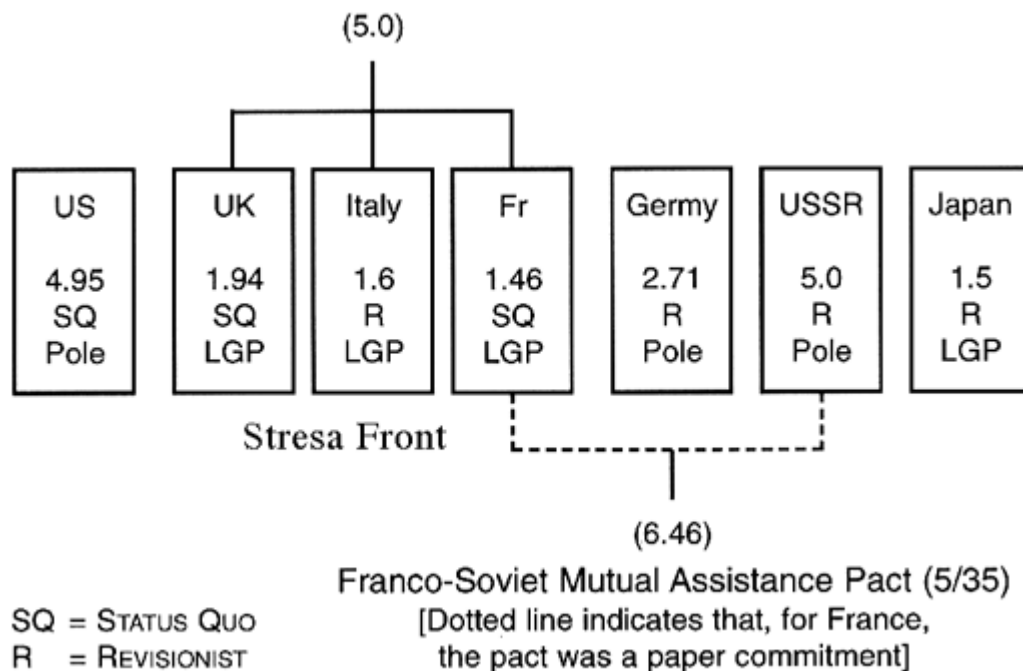 (5.0)
US UK Italy Fr Germy USSR Japan
4.95 1.94 1.6 1.46 2.71 5.0 1.5
SQ SQ R SQ R R R
Pole LGP LGP LGP Pole Pole LGP
Stresa Front
(6.46)
Franco-Soviet Mutual Assistance Pact (5/35)
SQ = STATUS QUO [Dotted line indicates that, for France,
R = REVISIONIST the pact was a paper commitment]